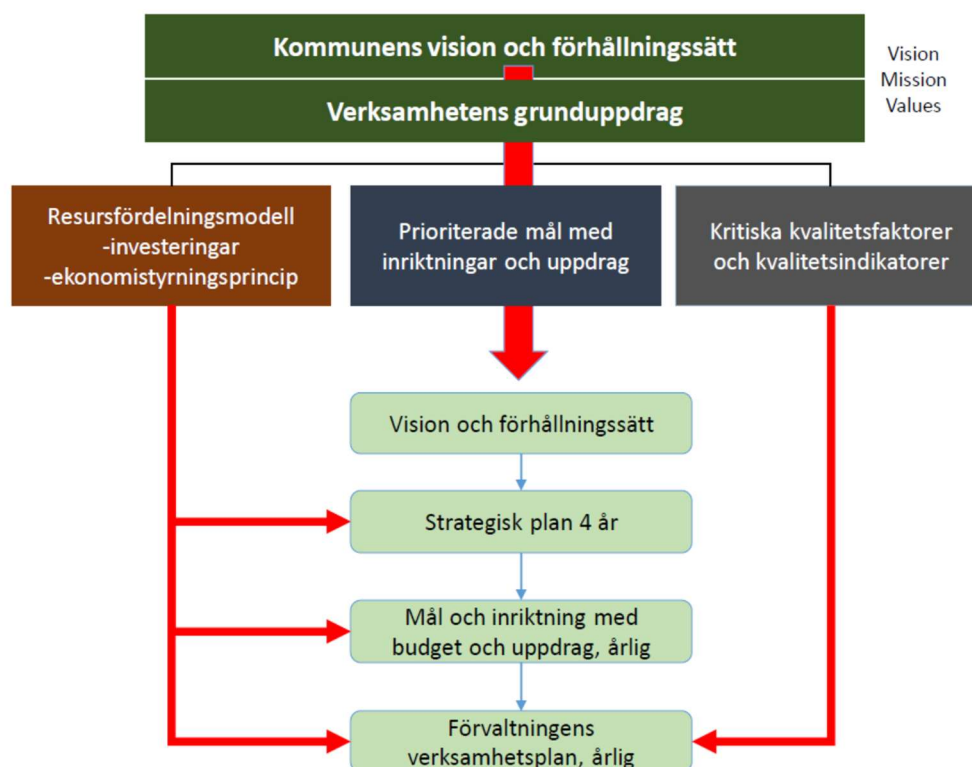 Kommunens vision och förhållningssätt
Verksamhetens grunduppdrag
Vision
Mission
Values
Resursfördelningsmodell
-investeringar
-ekonomistyrningsprincip
Prioriterade mål med
inriktningar och uppdrag
Kritiska kvalitetsfaktorer
och kvalitetsindikatorer
Vision och förhållningssätt
Strategisk plan 4 år
Mål och inriktning med
budget och uppdrag, årlig
Förvaltningens
verksamhetsplan, årlig